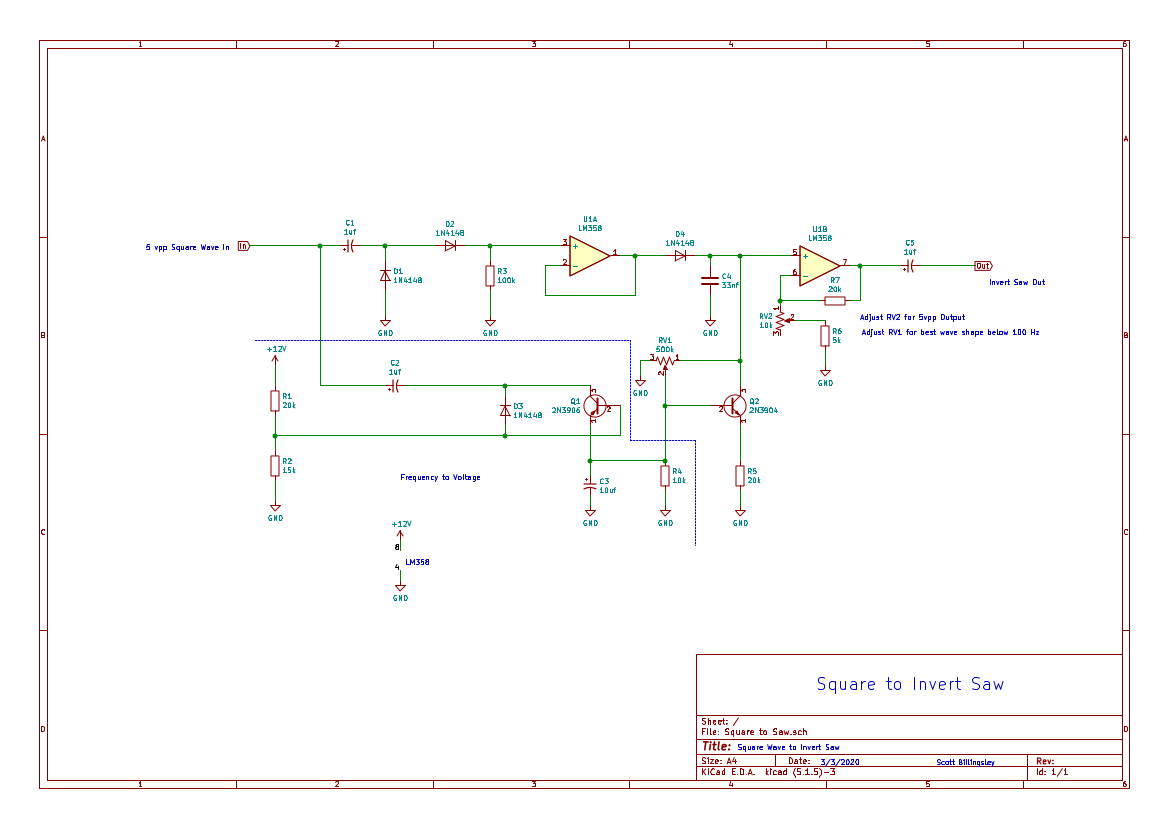 1 2 3 4 5 6
A A
C1
1uf
D2
1N4148
U1A
LM358
D4
1N4148
U1B
LM358
C5
1uf
5 vpp Square Wave In
In
3
2
1
+
−
5
6
7
+
−
Out
D1
1N4148
R3
100k
C4
33nf
R7
20k
Invert Saw Out
GND
GND
GND
RV2
10k
1
2
3
R6
5k
Adjust RV2 for 5vpp Output
Adjust RV1 for best wave shape below 100 Hz
B B
+12V
RV1
500k
3
1
2
GND
GND
C2
1uf
R1
20k
D3
1N4148
Q1
2N3906
3
2
1
Q2
2N3904
3
2
1
R2
15k
Frequency to Voltage
C3
10uf
R4
10k
R5
20k
GND
GND
GND
GND
+12V
8
4
LM358
GND
C C
Square to Invert Saw
Sheet: /
File: Square to Saw.sch
D D
Title: Square Wave to Invert Saw
Size: A4 Date: 3/3/2020 Scott Billingsley Rev:
KiCad E.D.A. kicad (5.1.5)-3 Id: 1/1
1 2 3 4 5 6